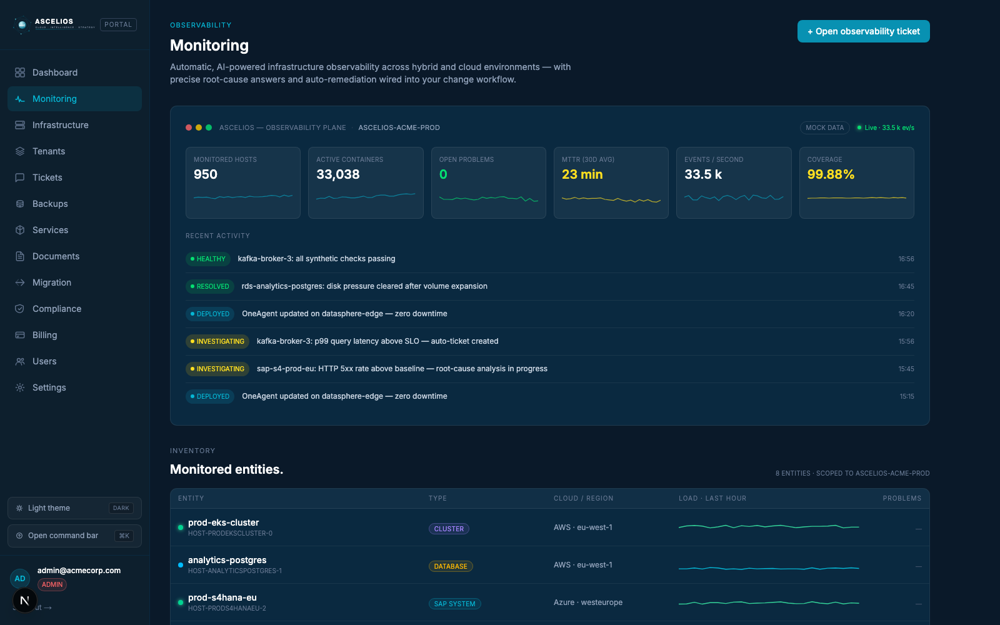 ASCELIOS
CLOUD · INTELLIGENCE · STRATEGY
PORTAL
Dashboard
Monitoring
Infrastructure
Tenants
Tickets
Backups
Services
Documents
Migration
Compliance
Billing
Users
Settings
Light theme
DARK
Open command bar
⌘K
AD
admin@acmecorp.com
ADMIN
N
OBSERVABILITY
Monitoring
+ Open observability ticket
Automatic, AI-powered infrastructure observability across hybrid and cloud environments — with
precise root-cause answers and auto-remediation wired into your change workflow.
ASCELIOS — OBSERVABILITY PLANE · ASCELIOS-ACME-PROD
MOCK DATA
Live · 33.5 k ev/s
MONITORED HOSTS
950
ACTIVE CONTAINERS
33,038
OPEN PROBLEMS
0
MTTR (30D AVG)
23 min
EVENTS / SECOND
33.5 k
COVERAGE
99.88%
RECENT ACTIVITY
HEALTHY kafka-broker-3: all synthetic checks passing 16:56
RESOLVED rds-analytics-postgres: disk pressure cleared after volume expansion 16:45
DEPLOYED OneAgent updated on datasphere-edge — zero downtime 16:20
INVESTIGATING kafka-broker-3: p99 query latency above SLO — auto-ticket created 15:56
INVESTIGATING sap-s4-prod-eu: HTTP 5xx rate above baseline — root-cause analysis in progress 15:45
DEPLOYED OneAgent updated on datasphere-edge — zero downtime 15:15
INVENTORY
Monitored entities.
8 ENTITIES · SCOPED TO ASCELIOS-ACME-PROD
ENTITY TYPE CLOUD / REGION LOAD · LAST HOUR PROBLEMS
prod-eks-cluster
HOST-PRODEKSCLUSTER-0
CLUSTER
AWS · eu-west-1
—
analytics-postgres
HOST-ANALYTICSPOSTGRES-1
DATABASE
AWS · eu-west-1
—
prod-s4hana-eu
HOST-PRODS4HANAEU-2
SAP SYSTEM
Azure · westeurope
—